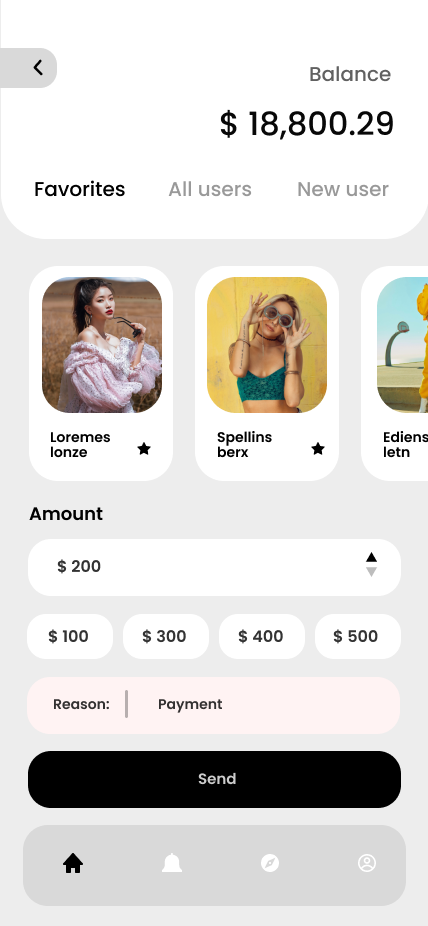 Balance
$ 18,800.29
Favorites All users New user
Loremes
lonze
Spellins
berx
Ediens
letn
Amount
$ 200
$ 100 $ 300 $ 400 $ 500
Reason: Payment
Send